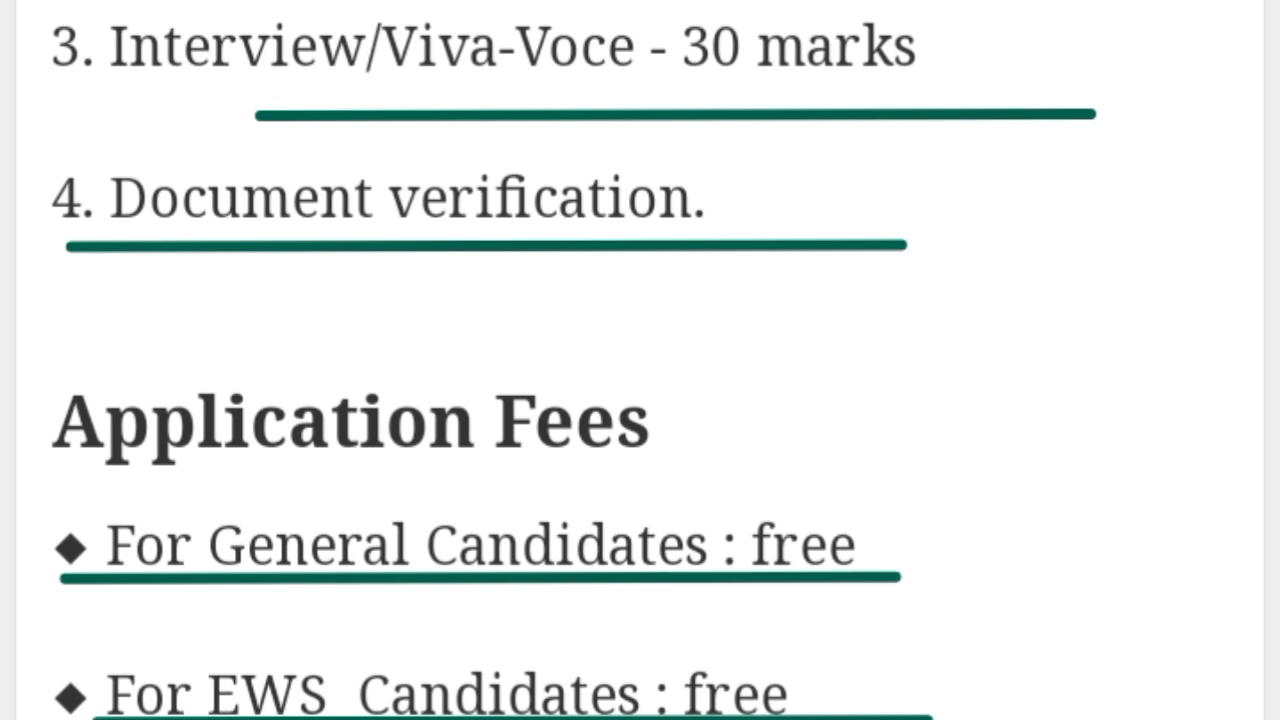 3. Interview/Viva-Voce - 30 marks
4. Document verification.
Application Fees
◆ For General Candidates : free
◆ For EWS  Candidates : free